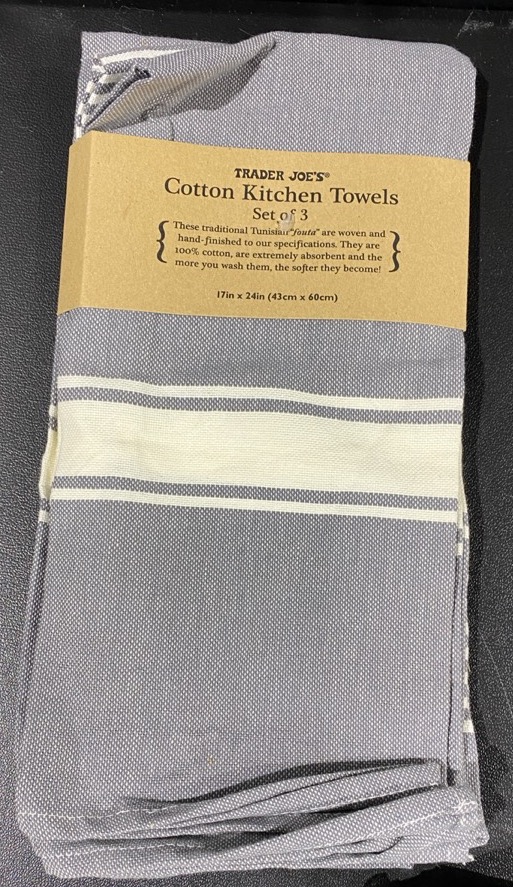 TRADER JOE'S®
Cotton Kitchen Towels
Set of 3
{ These traditional Tunisian "fouta" are woven and
hand-finished to our specifications. They are
100% cotton, are extremely absorbent and the
more you wash them, the softer they become! }
17in x 24in (43cm x 60cm)